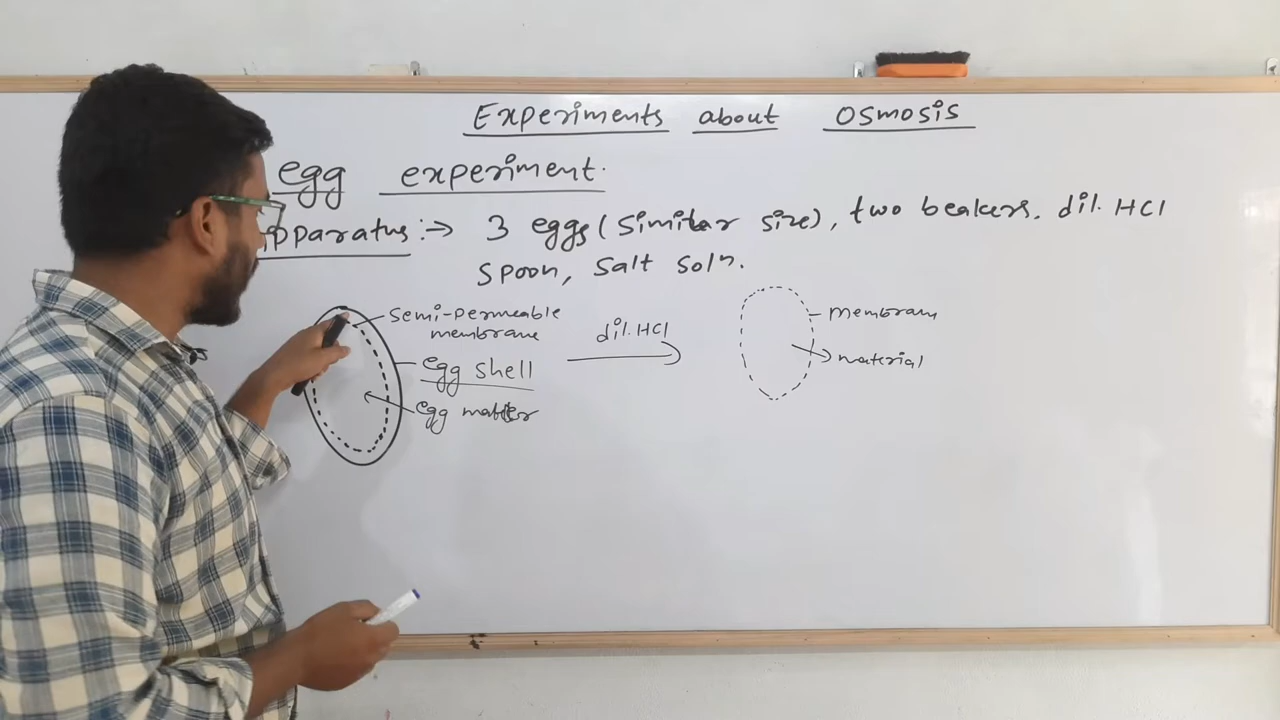 Experiments about Osmosis
egg experiment.
pparatus :→ 3 eggs (Similar size), two beakers, dil. HCl
Spoon, Salt Soln.
Semi-Permeable
membrane
egg shell
egg matter
dil. HCl
membram
material